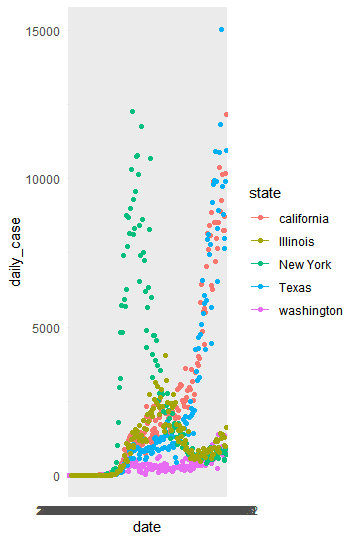 15000
10000
5000
0
daily_case
date
state
california
Illinois
New York
Texas
washington